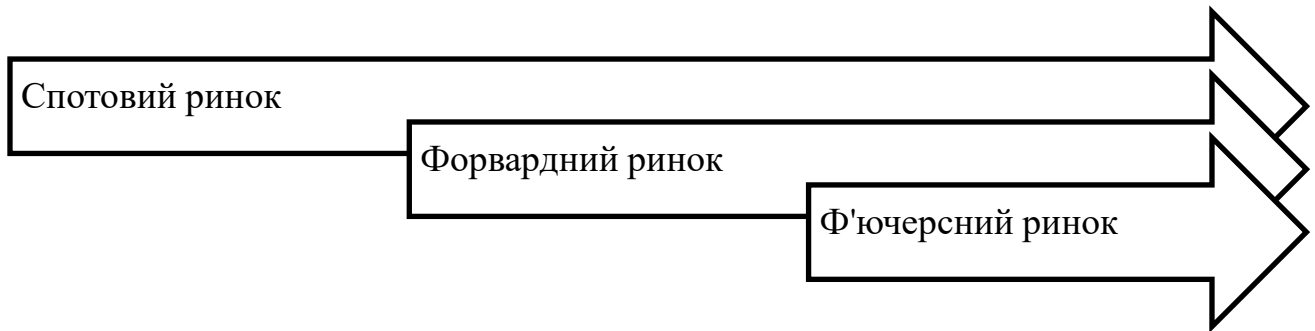 Спотовий ринок
Форвардний ринок
Ф'ючерсний ринок